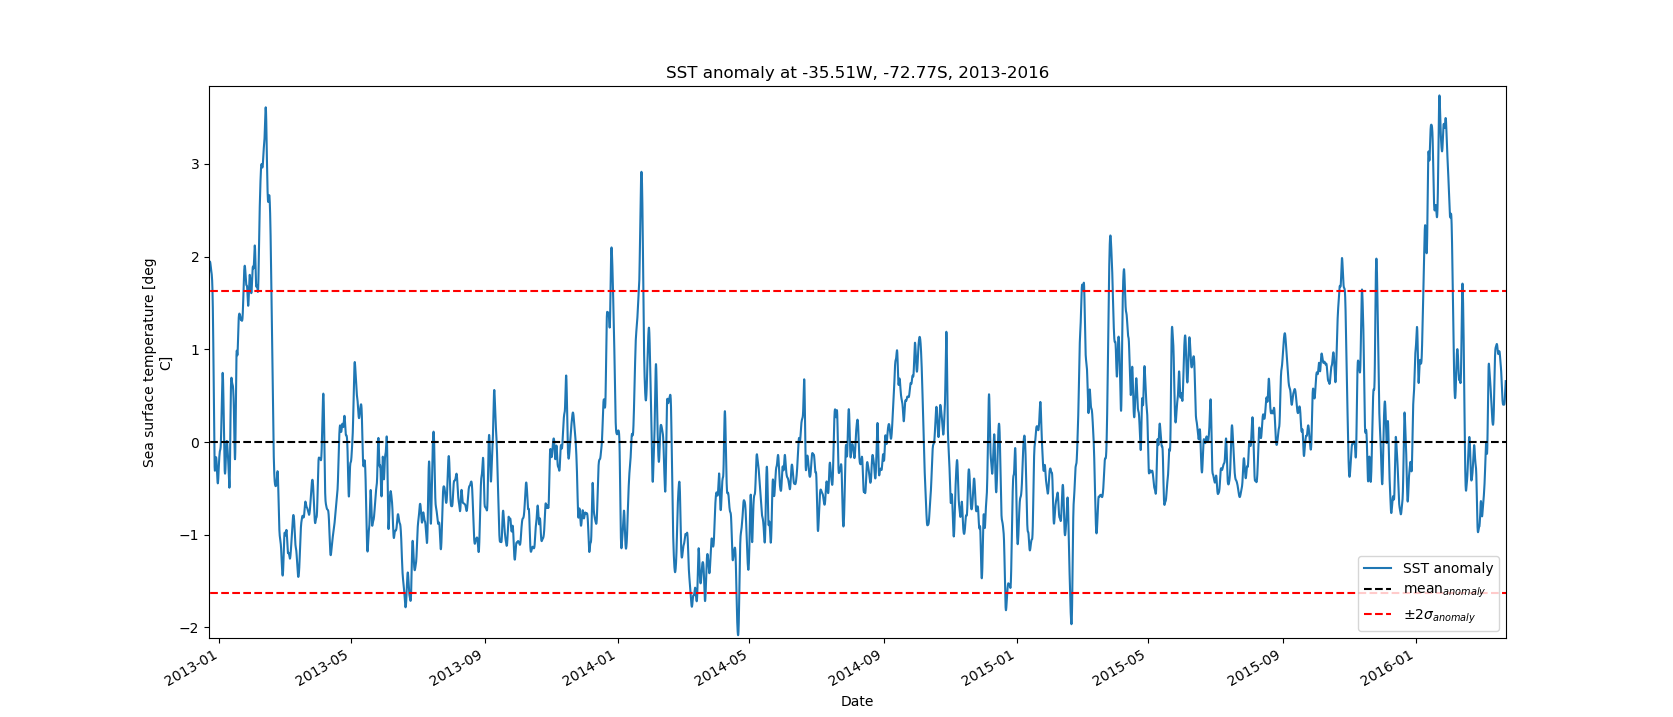 SST anomaly at -35.51W, -72.77S, 2013-2016
Sea surface temperature [deg
C]
3
2
1
0
−1
−2
2013-01
2013-05
2013-09
2014-01
2014-05
2014-09
2015-01
2015-05
2015-09
2016-01
Date
SST anomaly
mean_anomaly
±2σ_anomaly